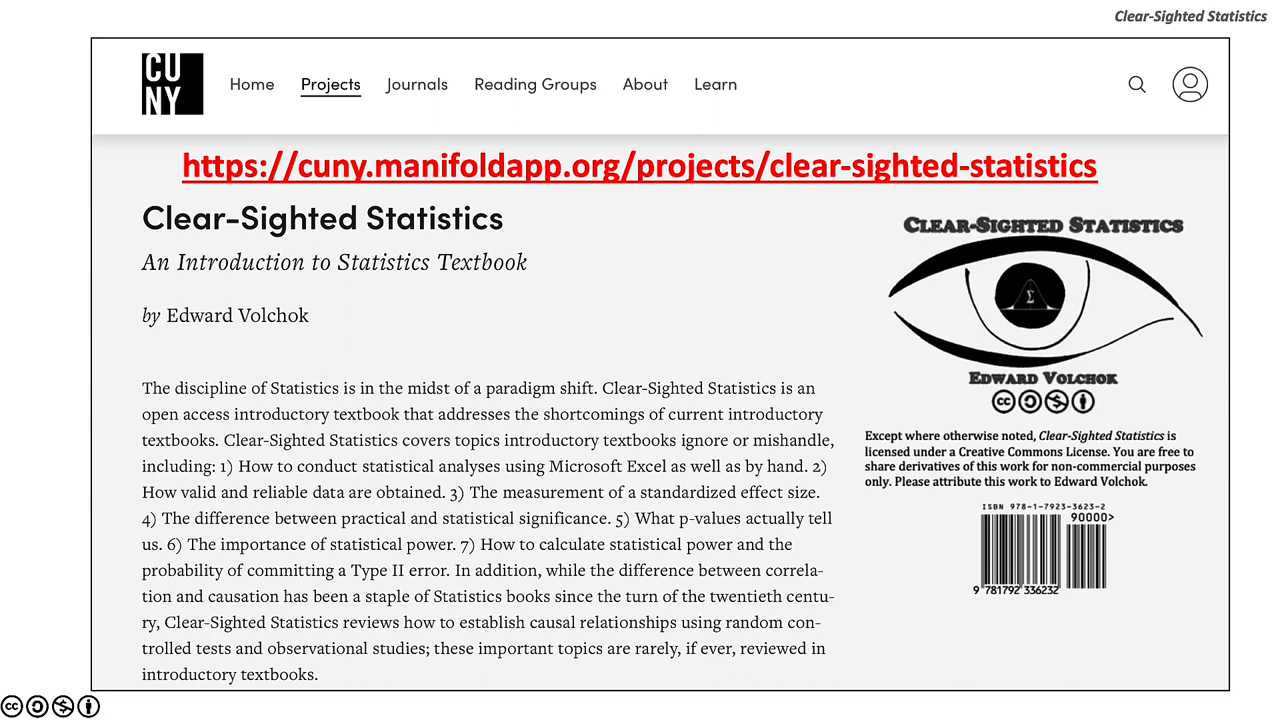 Clear-Sighted Statistics
CU
NY
Home Projects Journals Reading Groups About Learn
https://cuny.manifoldapp.org/projects/clear-sighted-statistics
Clear-Sighted Statistics
An Introduction to Statistics Textbook
by Edward Volchok
The discipline of Statistics is in the midst of a paradigm shift. Clear-Sighted Statistics is an
open access introductory textbook that addresses the shortcomings of current introductory
textbooks. Clear-Sighted Statistics covers topics introductory textbooks ignore or mishandle,
including: 1) How to conduct statistical analyses using Microsoft Excel as well as by hand. 2)
How valid and reliable data are obtained. 3) The measurement of a standardized effect size.
4) The difference between practical and statistical significance. 5) What p-values actually tell
us. 6) The importance of statistical power. 7) How to calculate statistical power and the
probability of committing a Type II error. In addition, while the difference between correla-
tion and causation has been a staple of Statistics books since the turn of the twentieth centu-
ry, Clear-Sighted Statistics reviews how to establish causal relationships using random con-
trolled tests and observational studies; these important topics are rarely, if ever, reviewed in
introductory textbooks.
CLEAR-SIGHTED STATISTICS
Σ
EDWARD VOLCHOK
cc
Except where otherwise noted, Clear-Sighted Statistics is
licensed under a Creative Commons License. You are free to
share derivatives of this work for non-commercial purposes
only. Please attribute this work to Edward Volchok.
ISBN 978-1-7923-3623-2
90000>
9 781792 336232
cc